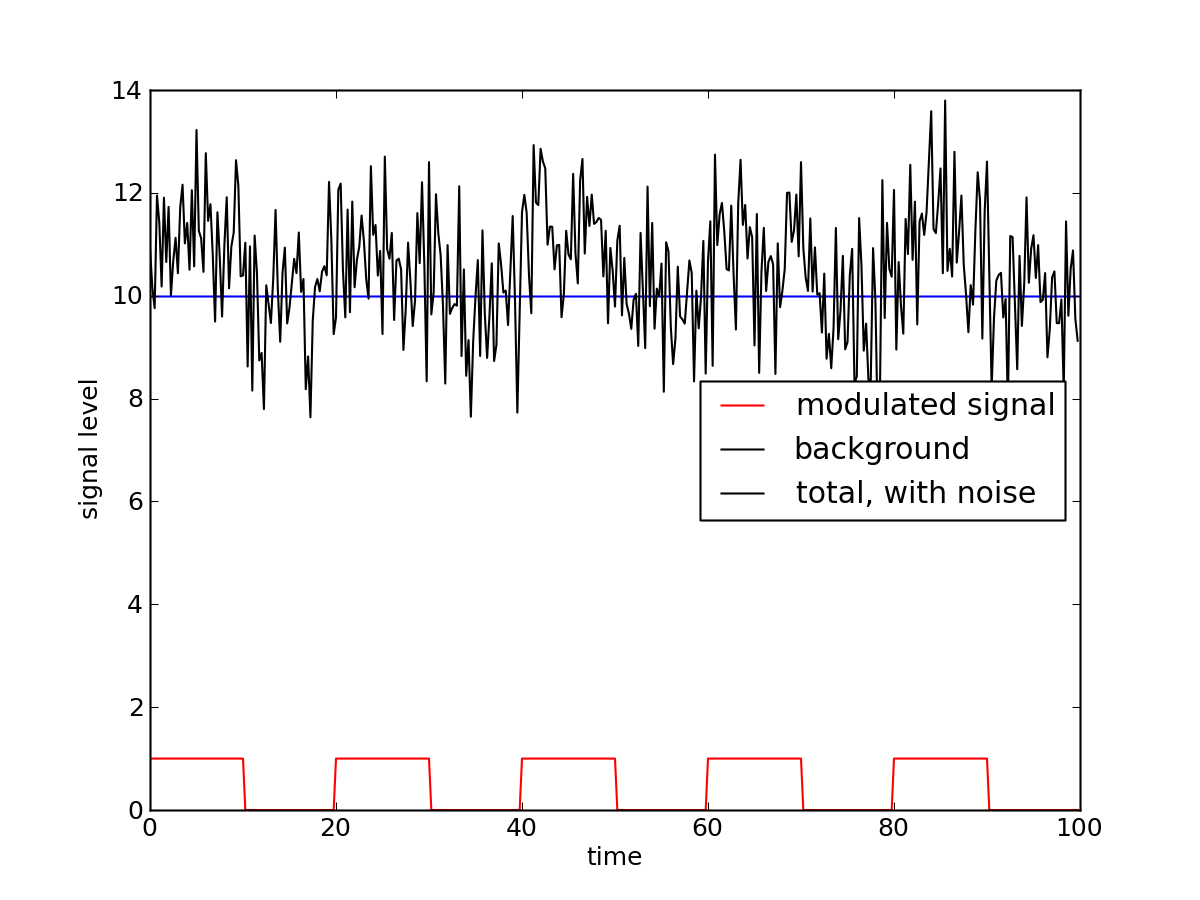 14
12
10
8
6
4
2
0
signal level
modulated signal
background
total, with noise
0 20 40 60 80 100
time